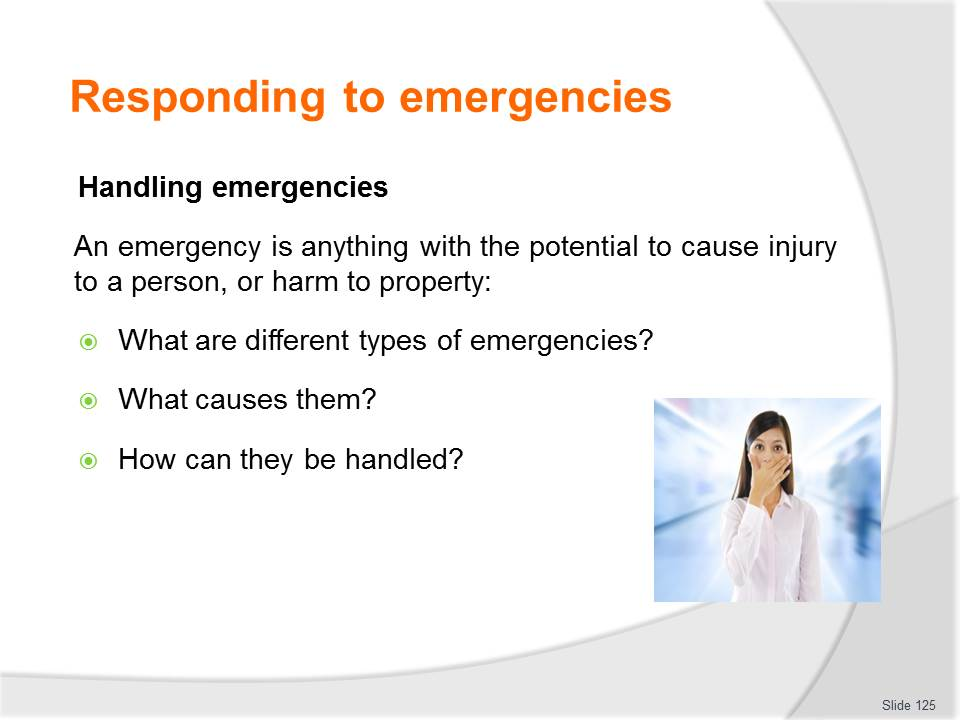 Responding to emergencies
Handling emergencies
An emergency is anything with the potential to cause injury
to a person, or harm to property:
What are different types of emergencies?
What causes them?
How can they be handled?
Slide 125